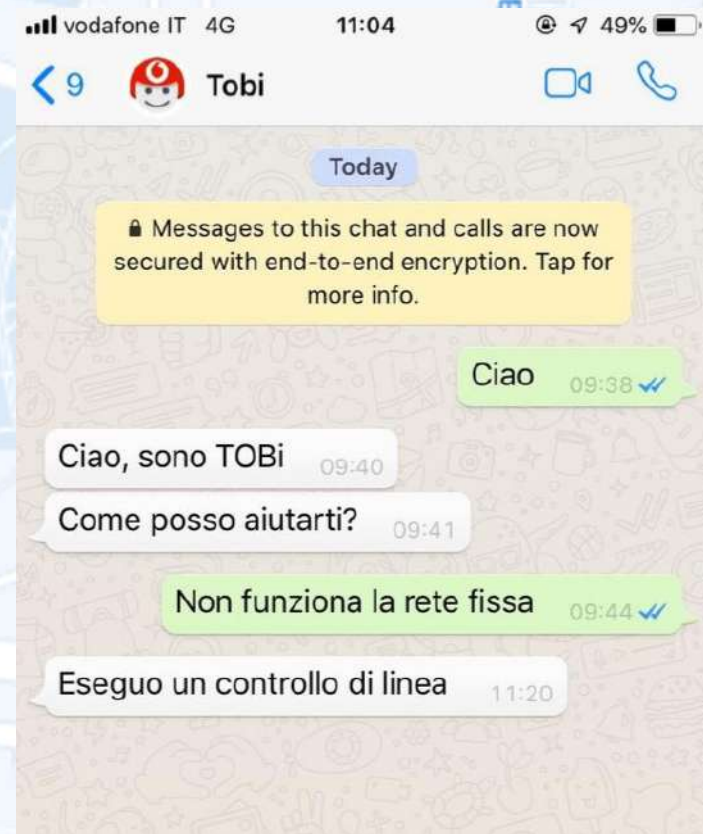 vodafone IT 4G 11:04 49%
9 Tobi
Today
Messages to this chat and calls are now
secured with end-to-end encryption. Tap for
more info.
Ciao 09:38
Ciao, sono TOBi 09:40
Come posso aiutarti? 09:41
Non funziona la rete fissa 09:44
Eseguo un controllo di linea 11:20